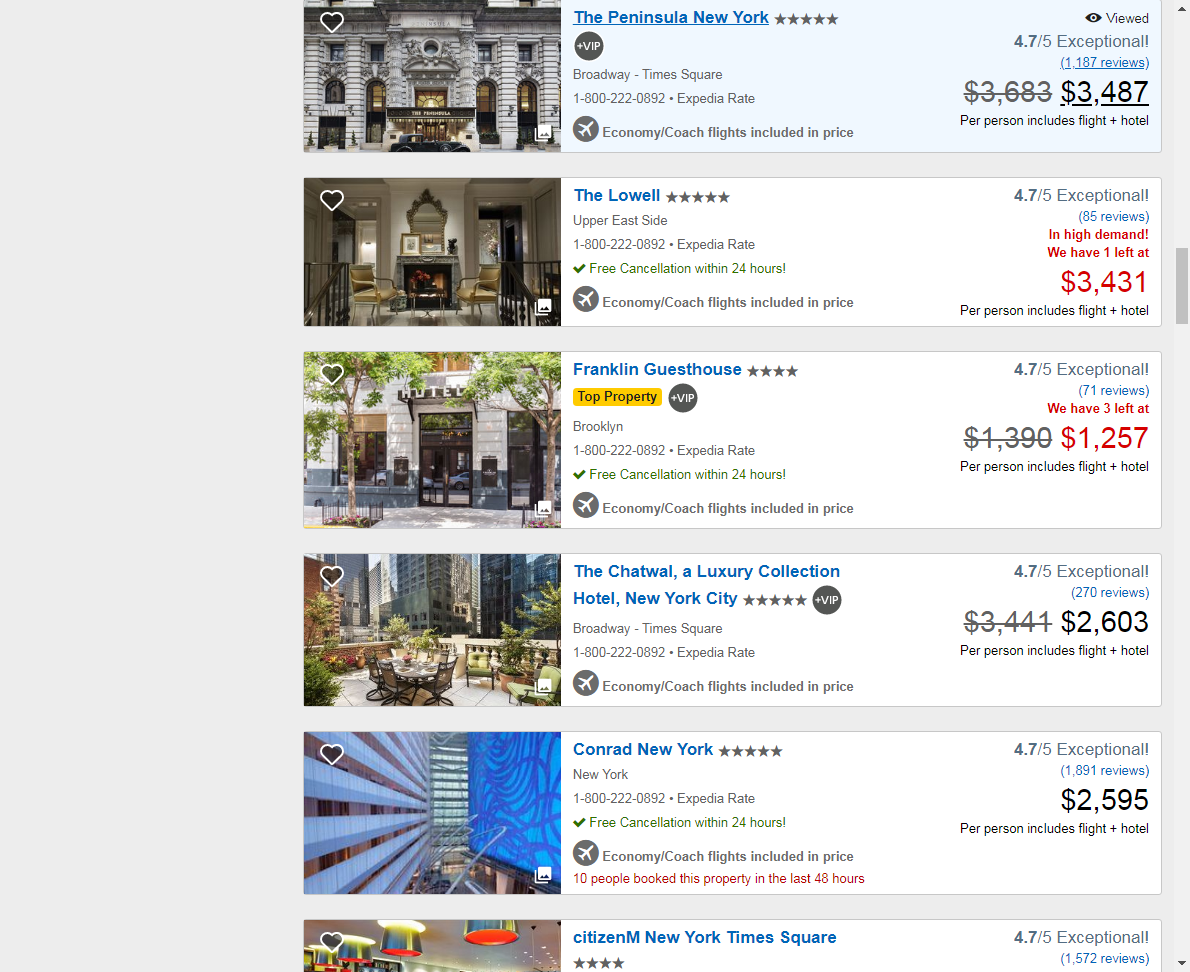 The Peninsula New York
+VIP
Broadway - Times Square
1-800-222-0892 • Expedia Rate
Economy/Coach flights included in price
Viewed
4.7/5 Exceptional!
(1,187 reviews)
$3,683 $3,487
Per person includes flight + hotel
THE PENINSULA
The Lowell
Upper East Side
1-800-222-0892 • Expedia Rate
Free Cancellation within 24 hours!
Economy/Coach flights included in price
4.7/5 Exceptional!
(85 reviews)
In high demand!
We have 1 left at
$3,431
Per person includes flight + hotel
HOTEL
Franklin Guesthouse
Top Property +VIP
Brooklyn
1-800-222-0892 • Expedia Rate
Free Cancellation within 24 hours!
Economy/Coach flights included in price
4.7/5 Exceptional!
(71 reviews)
We have 3 left at
$1,390 $1,257
Per person includes flight + hotel
The Chatwal, a Luxury Collection
Hotel, New York City +VIP
Broadway - Times Square
1-800-222-0892 • Expedia Rate
Economy/Coach flights included in price
4.7/5 Exceptional!
(270 reviews)
$3,441 $2,603
Per person includes flight + hotel
Conrad New York
New York
1-800-222-0892 • Expedia Rate
Free Cancellation within 24 hours!
Economy/Coach flights included in price
10 people booked this property in the last 48 hours
4.7/5 Exceptional!
(1,891 reviews)
$2,595
Per person includes flight + hotel
citizenM New York Times Square
4.7/5 Exceptional!
(1,572 reviews)